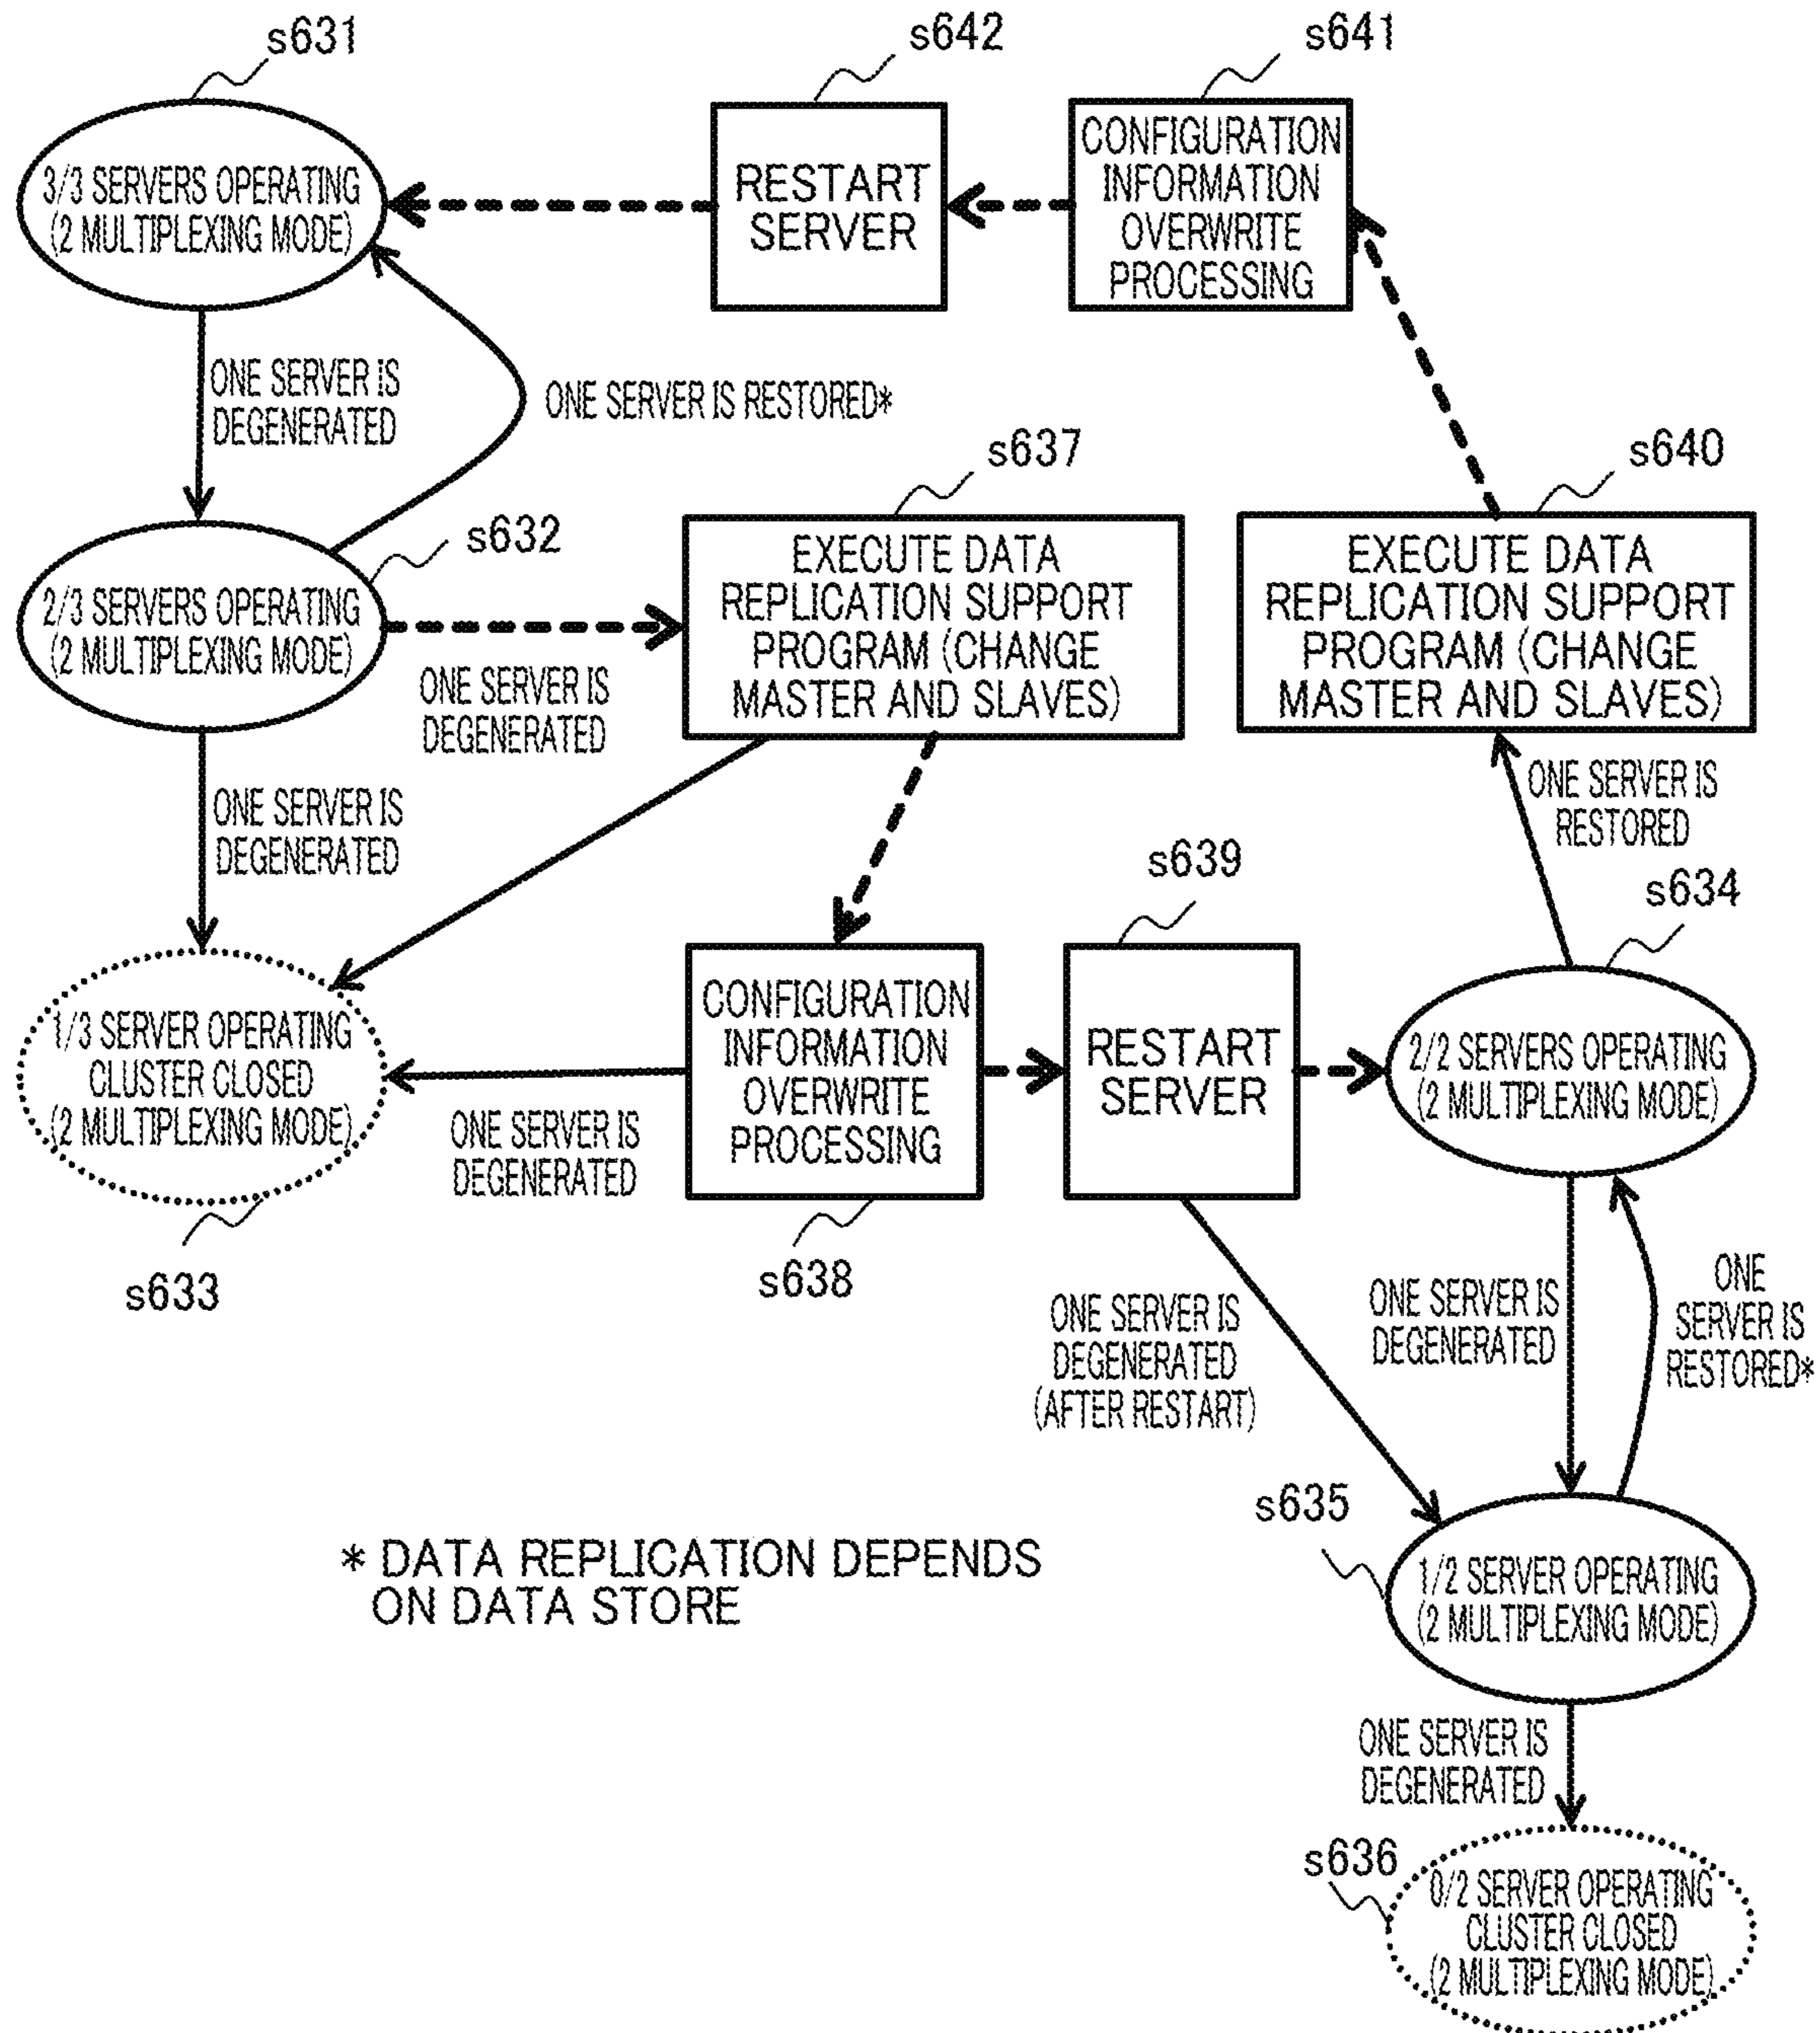 s631
s642
s641
3/3 SERVERS OPERATING
(2 MULTIPLEXING MODE)
RESTART
SERVER
CONFIGURATION
INFORMATION
OVERWRITE
PROCESSING
ONE SERVER IS
DEGENERATED
ONE SERVER IS RESTORED*
s637
s640
s632
2/3 SERVERS OPERATING
(2 MULTIPLEXING MODE)
EXECUTE DATA
REPLICATION SUPPORT
PROGRAM (CHANGE
MASTER AND SLAVES)
EXECUTE DATA
REPLICATION SUPPORT
PROGRAM (CHANGE
MASTER AND SLAVES)
ONE SERVER IS
DEGENERATED
ONE SERVER IS
DEGENERATED
ONE SERVER IS
RESTORED
s639
s634
1/3 SERVER OPERATING
CLUSTER CLOSED
(2 MULTIPLEXING MODE)
CONFIGURATION
INFORMATION
OVERWRITE
PROCESSING
RESTART
SERVER
2/2 SERVERS OPERATING
(2 MULTIPLEXING MODE)
ONE SERVER IS
DEGENERATED
s633
s638
ONE SERVER IS
DEGENERATED
(AFTER RESTART)
ONE SERVER IS
DEGENERATED
ONE
SERVER IS
RESTORED*
s635
* DATA REPLICATION DEPENDS
ON DATA STORE
1/2 SERVER OPERATING
(2 MULTIPLEXING MODE)
ONE SERVER IS
DEGENERATED
s636
0/2 SERVER OPERATING
CLUSTER CLOSED
(2 MULTIPLEXING MODE)